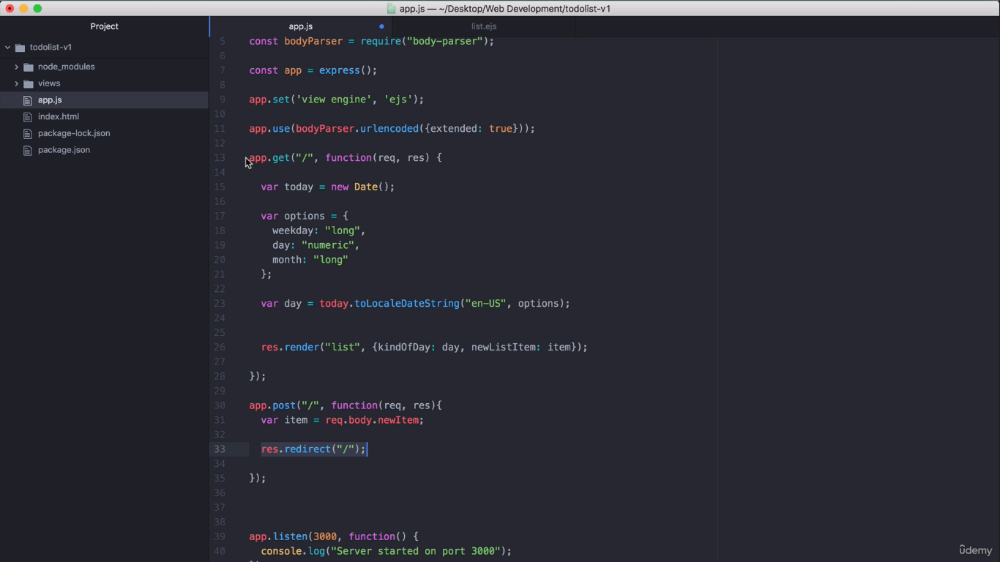 app.js — ~/Desktop/Web Development/todolist-v1
Project
app.js
list.ejs
todolist-v1
node_modules
views
app.js
index.html
package-lock.json
package.json
5 const bodyParser = require("body-parser");
6
7 const app = express();
8
9 app.set('view engine', 'ejs');
10
11 app.use(bodyParser.urlencoded({extended: true}));
12
13 app.get("/", function(req, res) {
14
15 var today = new Date();
16
17 var options = {
18 weekday: "long",
19 day: "numeric",
20 month: "long"
21 };
22
23 var day = today.toLocaleDateString("en-US", options);
24
25
26 res.render("list", {kindOfDay: day, newListItem: item});
27
28 });
29
30 app.post("/", function(req, res){
31 var item = req.body.newItem;
32
33 res.redirect("/");
34
35 });
36
37
38
39 app.listen(3000, function() {
40 console.log("Server started on port 3000");
ûdemy